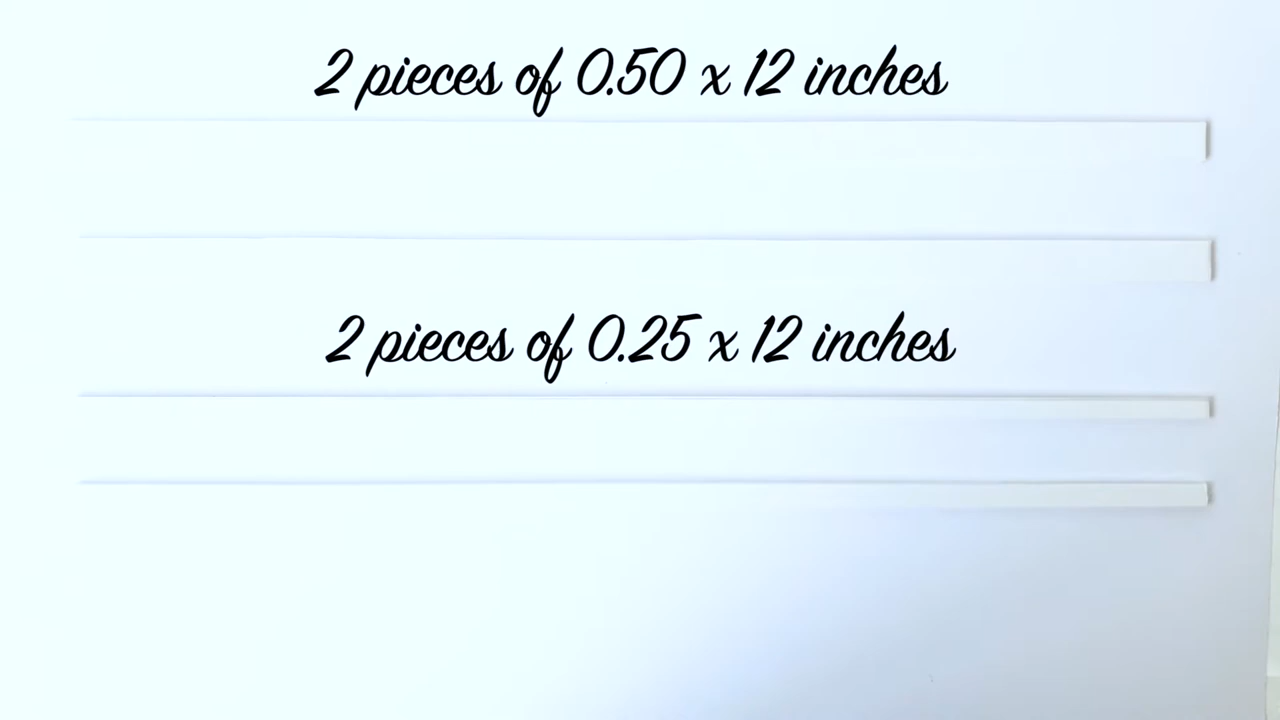 2 pieces of 0.50 x 12 inches
2 pieces of 0.25 x 12 inches